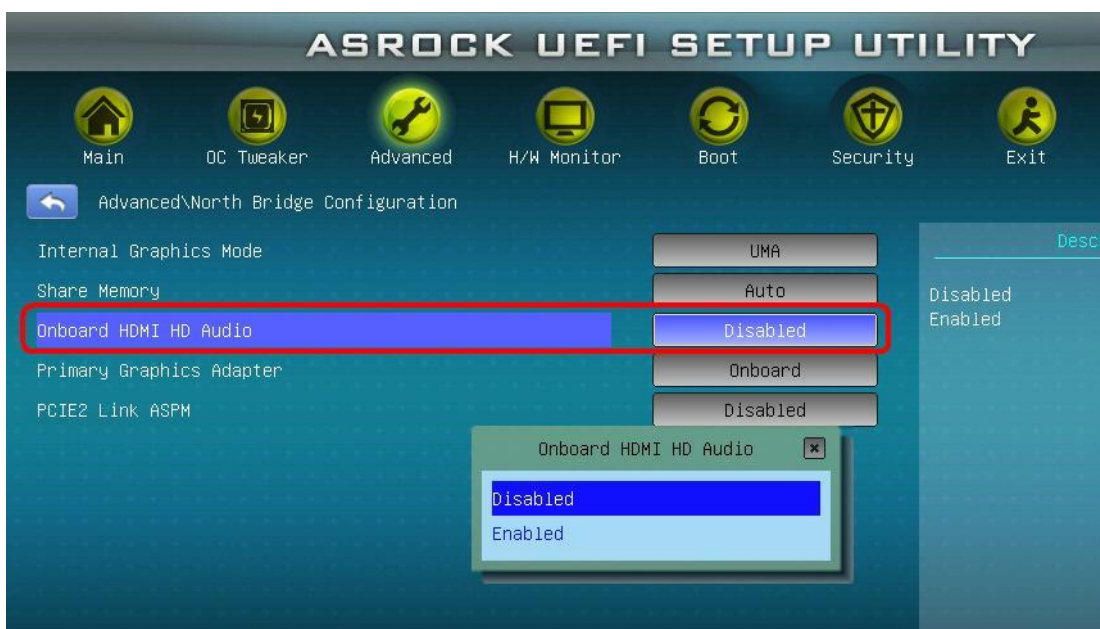 ASROCK UEFI SETUP UTILITY
Main OC Tweaker Advanced H/W Monitor Boot Security Exit
Advanced\North Bridge Configuration
Internal Graphics Mode UMA
Share Memory Auto
Onboard HDMI HD Audio Disabled
Primary Graphics Adapter Onboard
PCIE2 Link ASPM Disabled
Onboard HDMI HD Audio
Disabled
Enabled
Desc
Disabled
Enabled